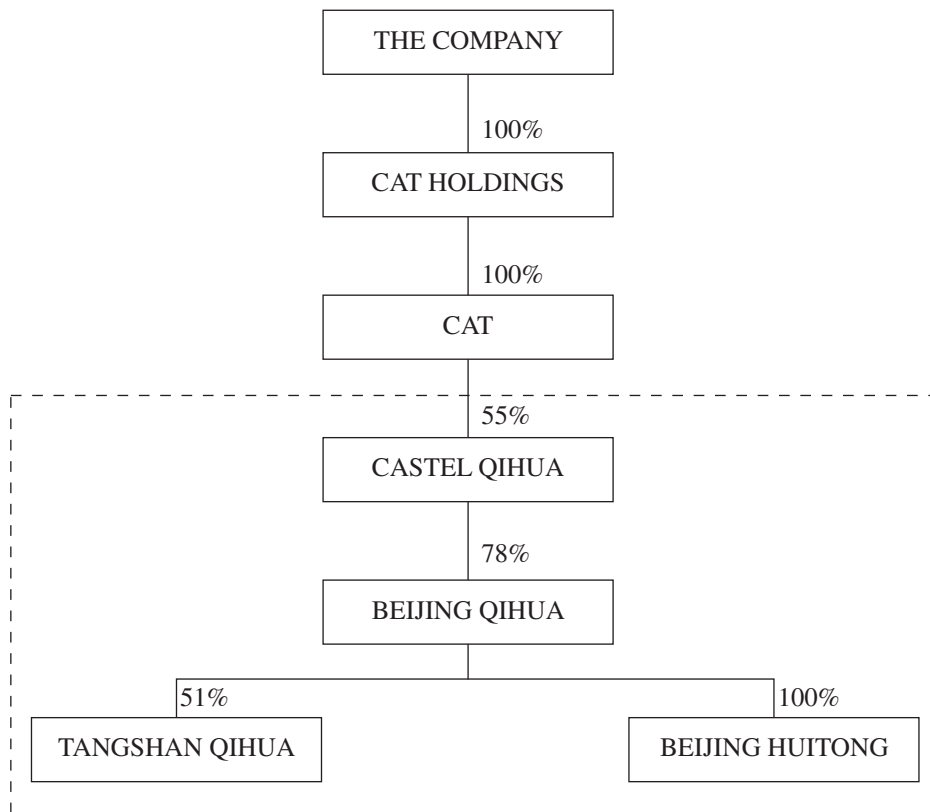 THE COMPANY
100%
CAT HOLDINGS
100%
CAT
55%
CASTEL QIHUA
78%
BEIJING QIHUA
51%
100%
TANGSHAN QIHUA
BEIJING HUITONG